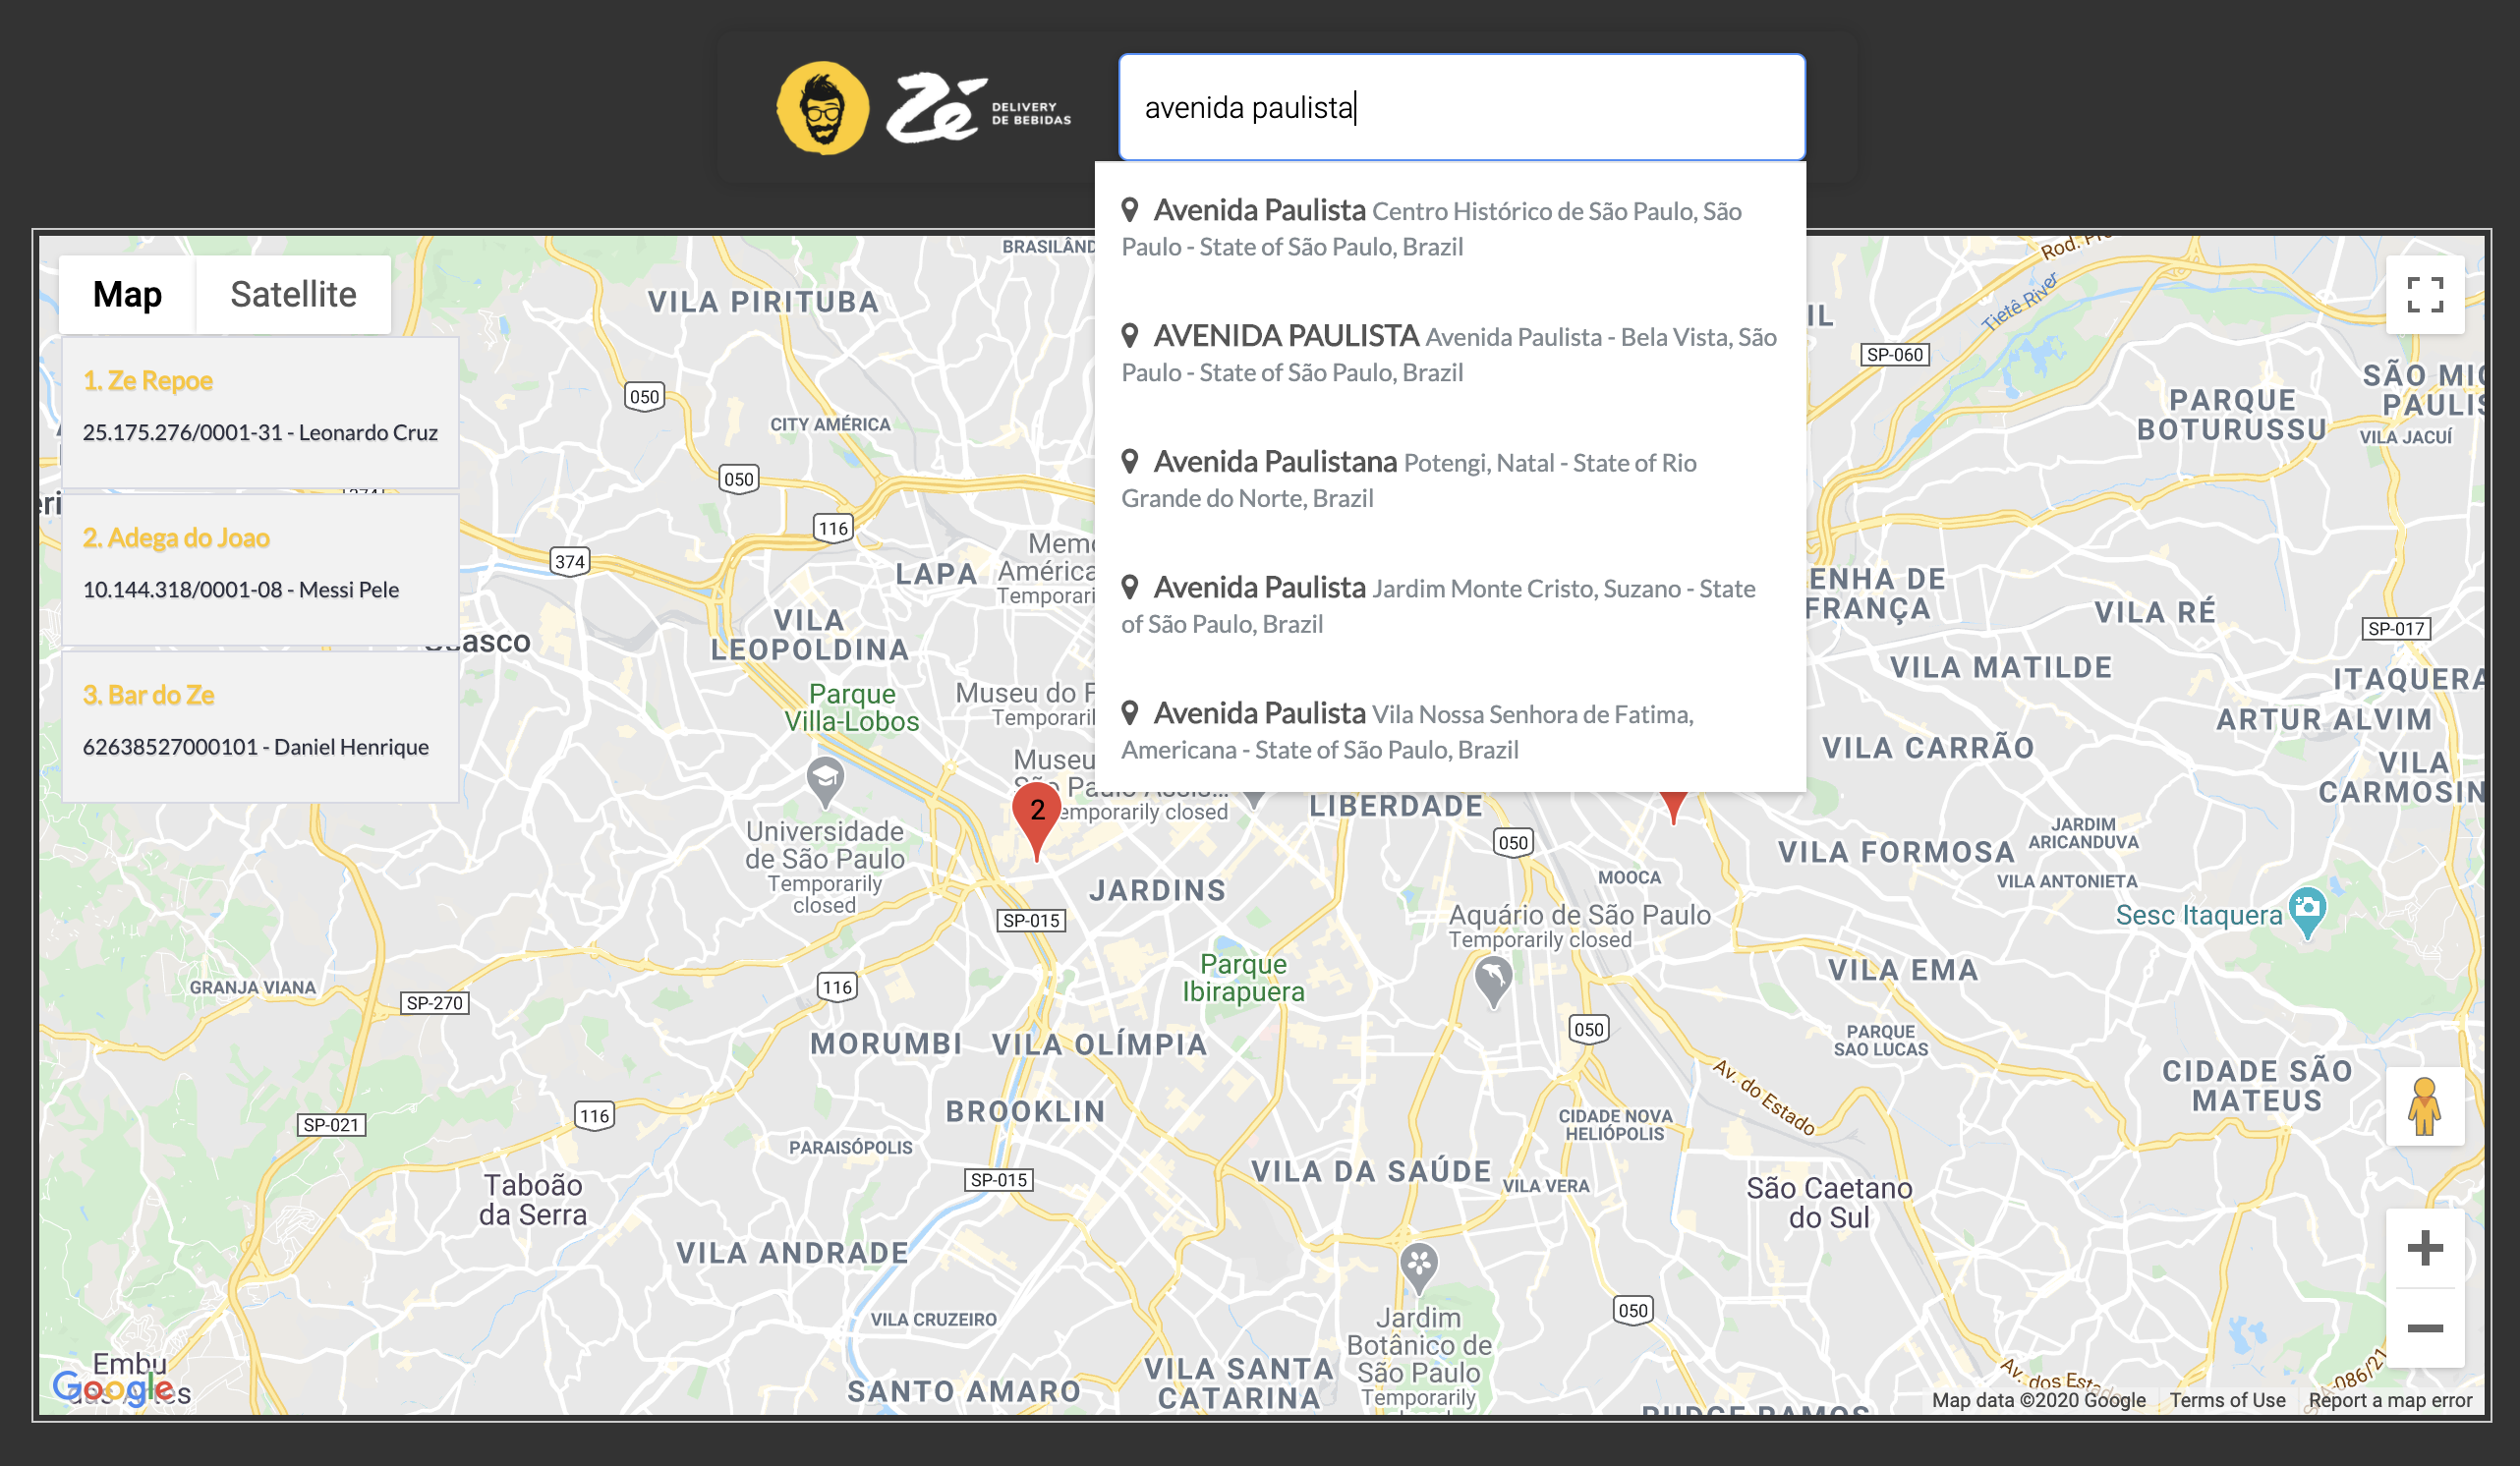 Zé DELIVERY
DE BEBIDAS
avenida paulista
Avenida Paulista Centro Histórico de São Paulo, São
Paulo - State of São Paulo, Brazil
AVENIDA PAULISTA Avenida Paulista - Bela Vista, São
Paulo - State of São Paulo, Brazil
Avenida Paulistana Potengi, Natal - State of Rio
Grande do Norte, Brazil
Avenida Paulista Jardim Monte Cristo, Suzano - State
of São Paulo, Brazil
Avenida Paulista Vila Nossa Senhora de Fatima,
Americana - State of São Paulo, Brazil
Map
Satellite
1. Ze Repoe
25.175.276/0001-31 - Leonardo Cruz
2. Adega do Joao
10.144.318/0001-08 - Messi Pele
3. Bar do Ze
62638527000101 - Daniel Henrique
VILA PIRITUBA
Tietê River
SP-060
SÃO
PARQUE
BOTURUSSU
VILA JACUÍ
050
CITY AMÉRICA
050
116
374
LAPA
Temporari
VILA
LEOPOLDINA
Parque
Villa-Lobos
Museu do
Museu
São
emporarily closed
2
Universidade
de São Paulo
Temporarily
closed
LIBERDADE
050
FRANÇA
VILA RÉ
SP-017
VILA MATILDE
ITAQUERA
ARTUR ALVIM
VILA CARRÃO
VILA
JARDIM
ARICANDUVA
VILA FORMOSA
VILA ANTONIETA
MOOCA
JARDINS
SP-015
Aquário de São Paulo
Temporarily closed
Sesc Itaquera
Parque
Ibirapuera
VILA EMA
GRANJA VIANA
SP-270
116
050
PARQUE
SAO LUCAS
MORUMBI
VILA OLÍMPIA
Av. do Estado
CIDADE SÃO
MATEUS
BROOKLIN
116
SP-021
CIDADE NOVA
HELIÓPOLIS
PARAISÓPOLIS
SP-015
VILA DA SAÚDE
VILA VERA
Taboão
da Serra
São Caetano
do Sul
VILA ANDRADE
VILA CRUZEIRO
050
Jardim
Botânico de
São Paulo
Temporarily
Embu
das Artes
VILA SANTA
CATARINA
SANTO AMARO
Av. dos Estado
Google
Map data ©2020 Google
Terms of Use
Report a map error